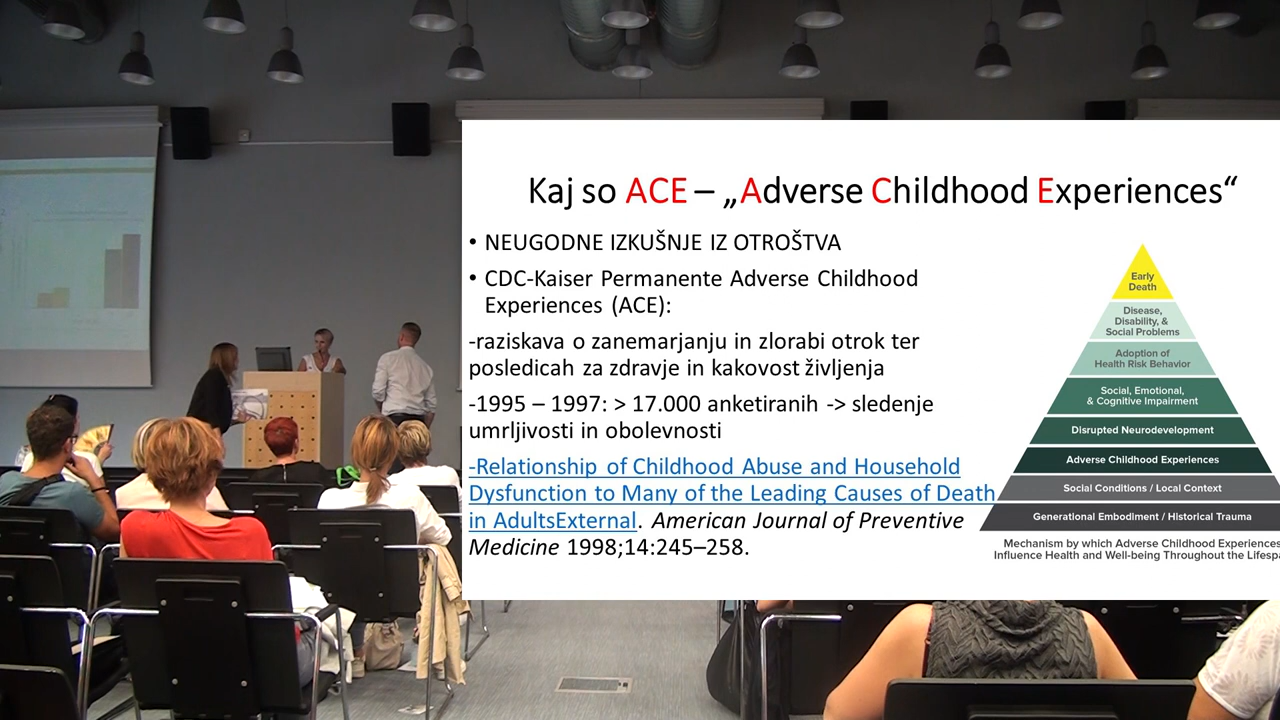 Kaj so ACE – „Adverse Childhood Experiences“
• NEUGODNE IZKUŠNJE IZ OTROŠTVA
• CDC-Kaiser Permanente Adverse Childhood
Experiences (ACE):
-raziskava o zanemarjanju in zlorabi otrok ter
posledicah za zdravje in kakovost življenja
-1995 – 1997: > 17.000 anketiranih -> sledenje
umrljivosti in obolevnosti
-Relationship of Childhood Abuse and Household
Dysfunction to Many of the Leading Causes of Death
in AdultsExternal. American Journal of Preventive
Medicine 1998;14:245–258.
Early
Death
Disease,
Disability, &
Social Problems
Adoption of
Health Risk Behavior
Social, Emotional,
& Cognitive Impairment
Disrupted Neurodevelopment
Adverse Childhood Experiences
Social Conditions / Local Context
Generational Embodiment / Historical Trauma
Mechanism by which Adverse Childhood Experiences
Influence Health and Well-being Throughout the